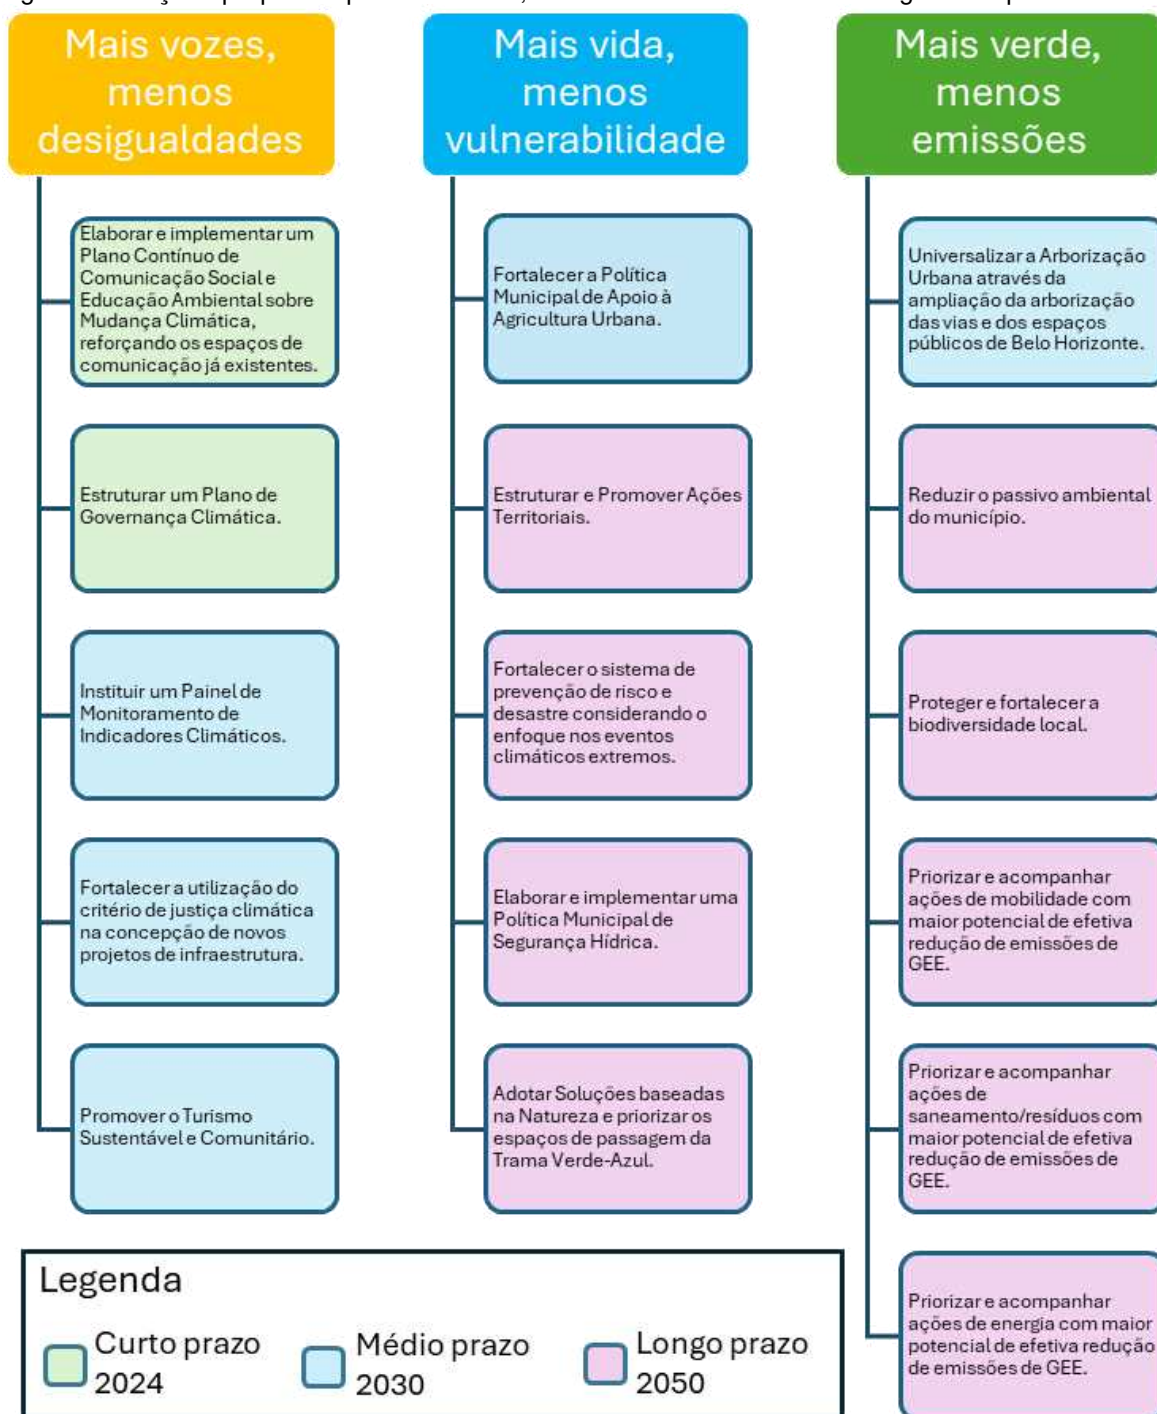 Mais vozes,
menos
desigualdades
Elaborar e implementar um
Plano Contínuo de
Comunicação Social e
Educação Ambiental sobre
Mudança Climática,
reforçando os espaços de
comunicação já existentes.
Estruturar um Plano de
Governança Climática.
Instituir um Painel de
Monitoramento de
Indicadores Climáticos.
Fortalecer a utilização do
critério de justiça climática
na concepção de novos
projetos de infraestrutura.
Promover o Turismo
Sustentável e Comunitário.
Mais vida,
menos
vulnerabilidade
Fortalecer a Política
Municipal de Apoio à
Agricultura Urbana.
Estruturar e Promover Ações
Territoriais.
Fortalecer o sistema de
prevenção de risco e
desastre considerando o
enfoque nos eventos
climáticos extremos.
Elaborar e implementar uma
Política Municipal de
Segurança Hídrica.
Adotar Soluções baseadas
na Natureza e priorizar os
espaços de passagem da
Trama Verde-Azul.
Mais verde,
menos
emissões
Universalizar a Arborização
Urbana através da
ampliação da arborização
das vias e dos espaços
públicos de Belo Horizonte.
Reduzir o passivo ambiental
do município.
Proteger e fortalecer a
biodiversidade local.
Priorizar e acompanhar
ações de mobilidade com
maior potencial de efetiva
redução de emissões de
GEE.
Priorizar e acompanhar
ações de
saneamento/resíduos com
maior potencial de efetiva
redução de emissões de
GEE.
Priorizar e acompanhar
ações de energia com maior
potencial de efetiva redução
de emissões de GEE.
Legenda
Curto prazo
2024
Médio prazo
2030
Longo prazo
2050